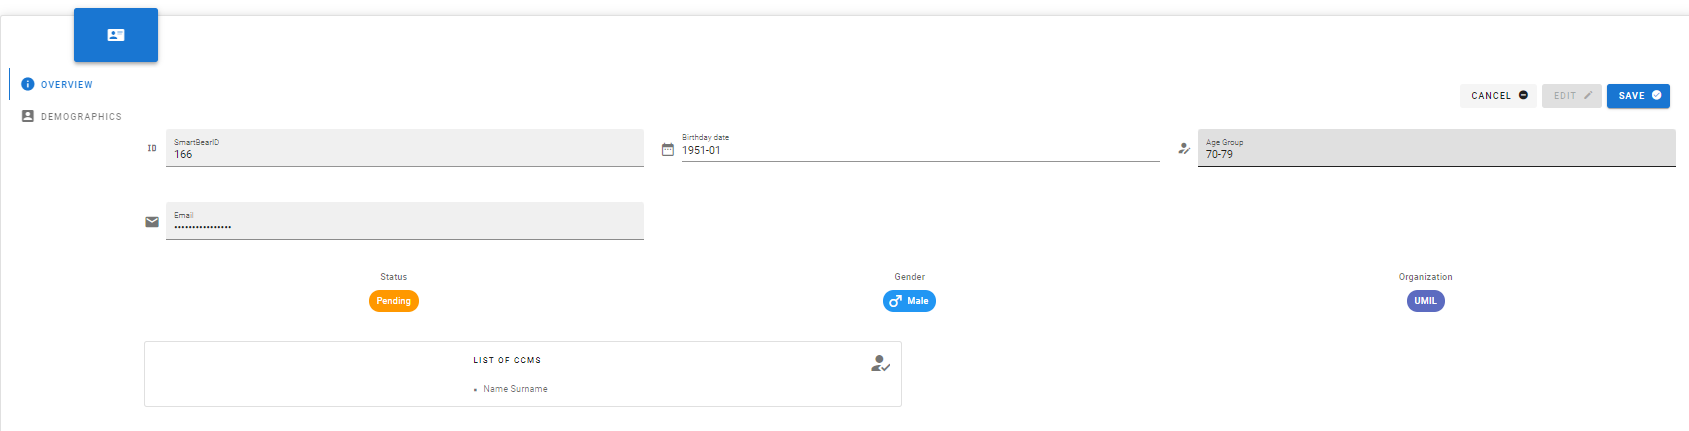 OVERVIEW
DEMOGRAPHICS
CANCEL EDIT SAVE
ID
SmartBearID
166
Birthday date
1951-01
Age Group
70-79
Email
••••••••••••••••
Status
Pending
Gender
Male
Organization
UMIL
LIST OF CCMS
• Name Surname